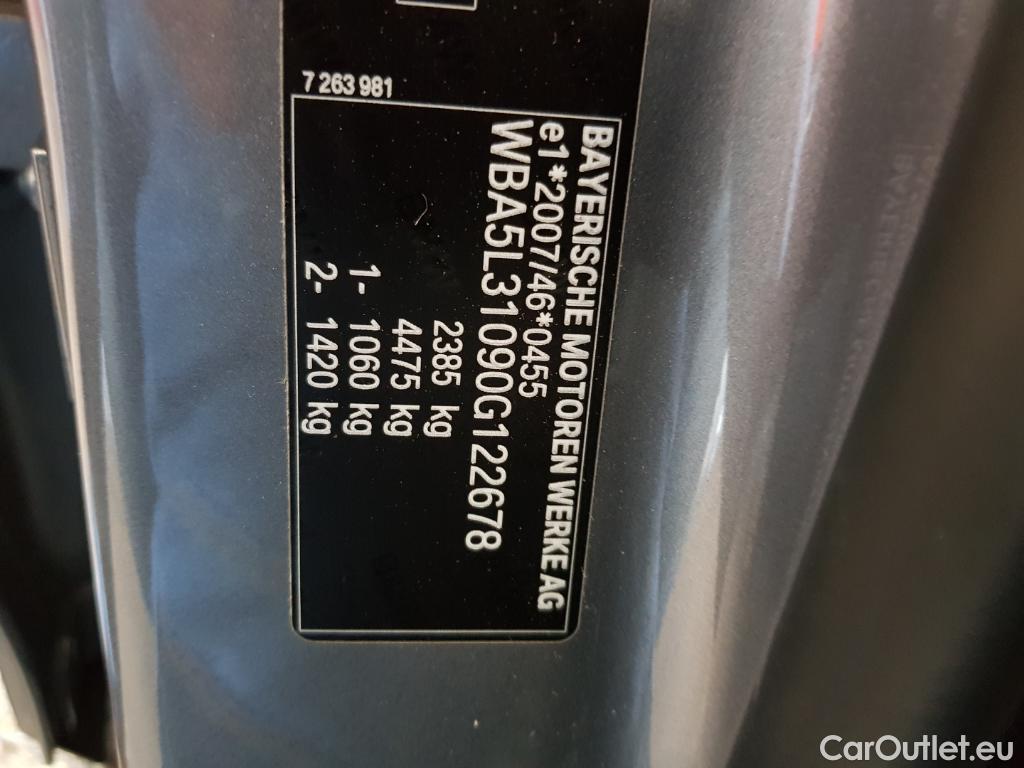 7 263 981
BAYERISCHE MOTOREN WERKE AG
e1*2007/46*0455
WBA5L31090G122678
2385 kg
4475 kg
1- 1060 kg
2- 1420 kg
CarOutlet.eu